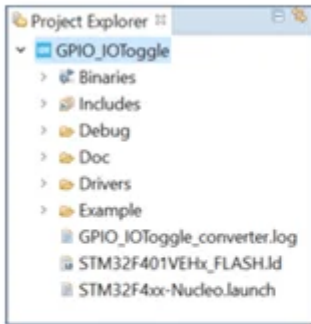 Project Explorer
GPIO_IOToggle
Binaries
Includes
Debug
Doc
Drivers
Example
GPIO_IOToggle_converter.log
STM32F401VEHx_FLASH.ld
STM32F4xx-Nucleo.launch